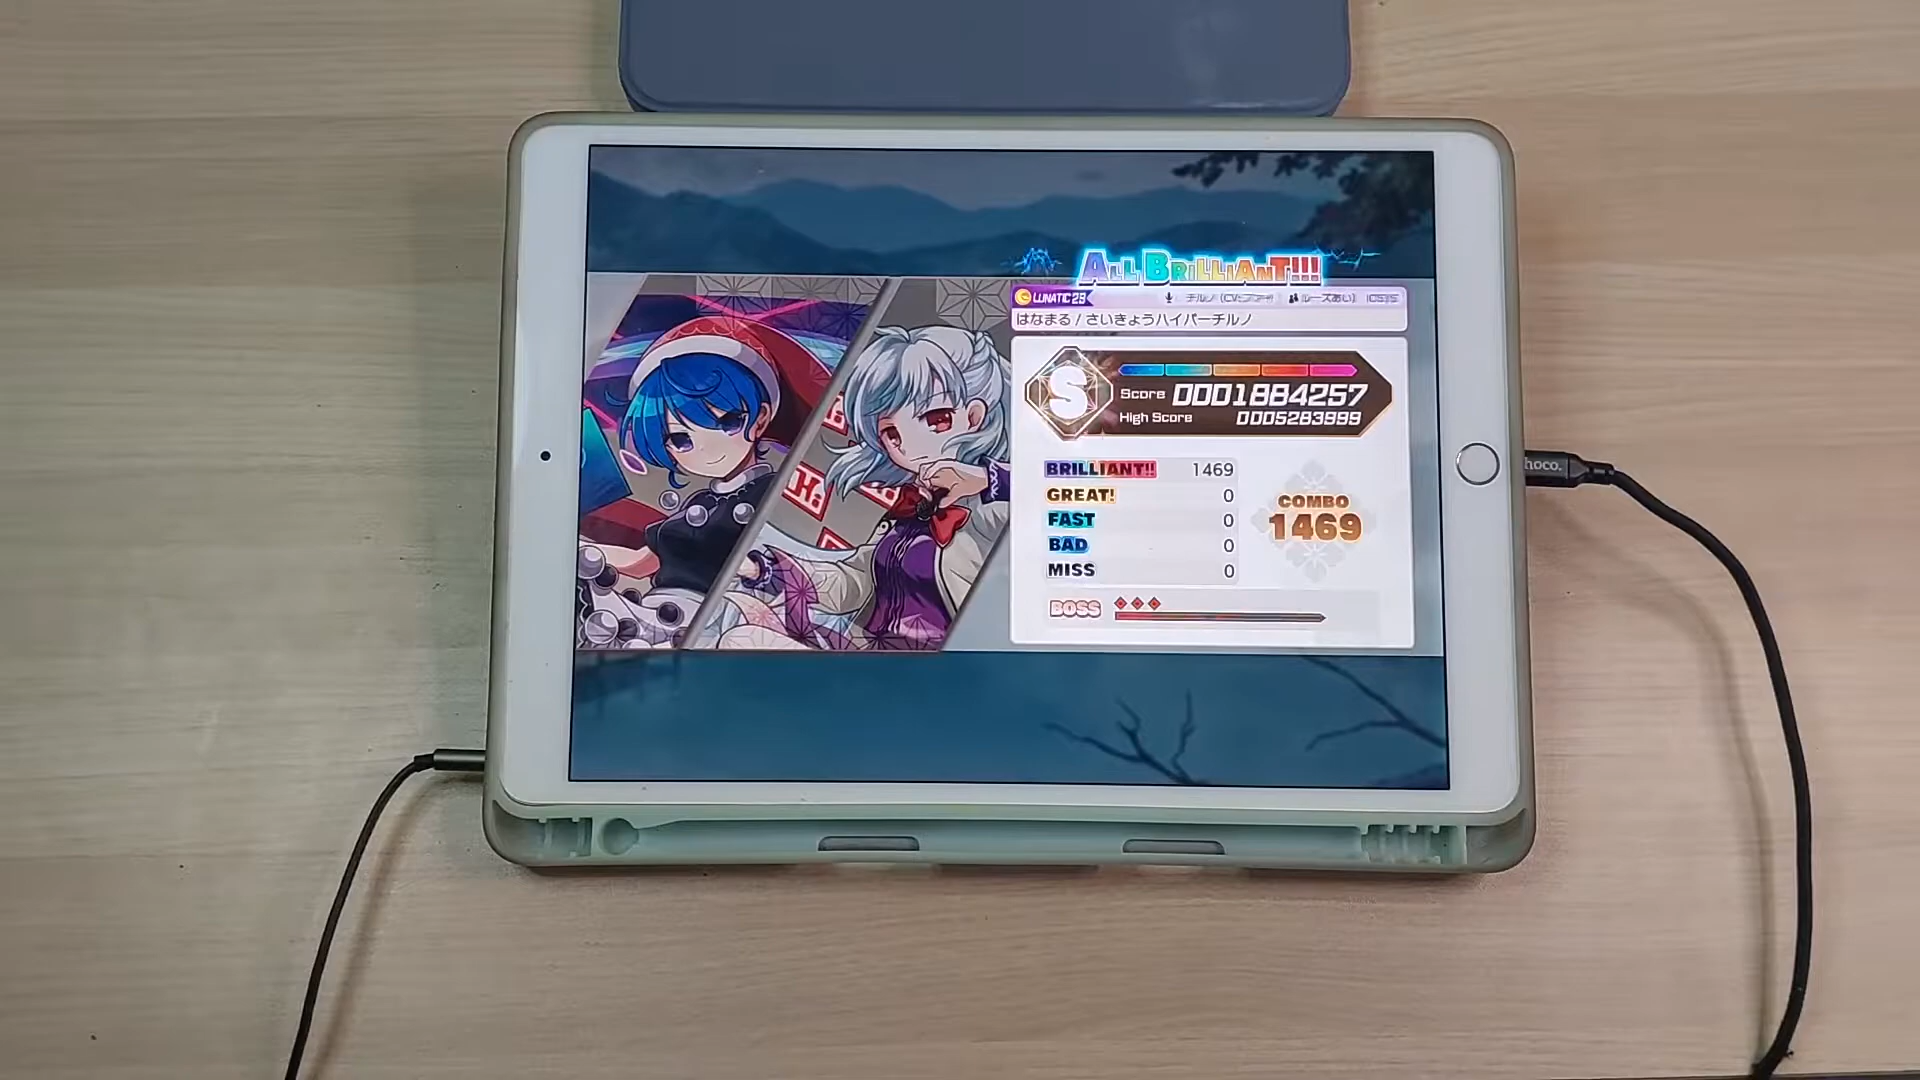 ALL BRILLIANT!!!
LUNATIC 29
はなまる / さいきょうハイパーチルノ
S
Score 0001884257
High Score 0005283999
BRILLIANT!! 1469
GREAT! 0
FAST 0
BAD 0
MISS 0
COMBO
1469
BOSS
hoco.